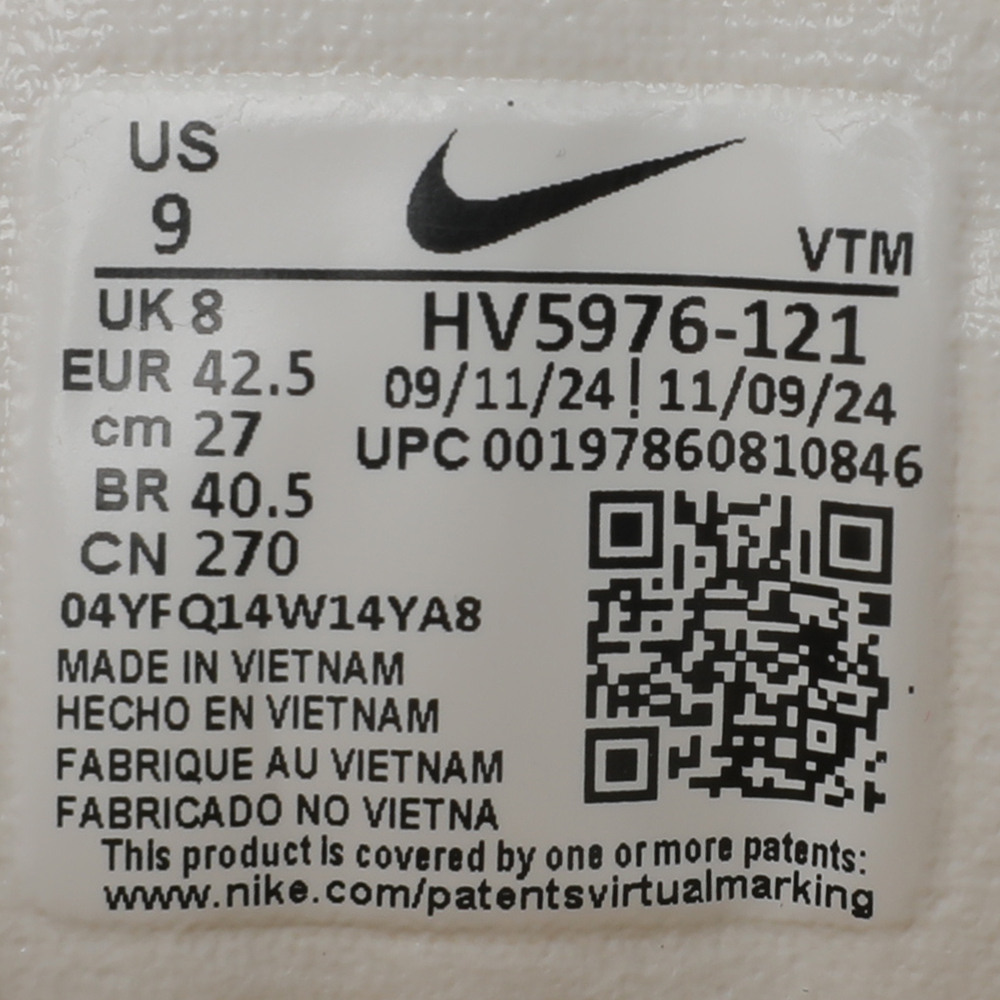 US
9
VTM
UK 8
HV5976-121
EUR 42.5
09/11/24 ! 11/09/24
cm 27
UPC 00197860810846
BR 40.5
CN 270
04YFQ14W14YA8
MADE IN VIETNAM
HECHO EN VIETNAM
FABRIQUE AU VIETNAM
FABRICADO NO VIETNA
This product is covered by one or more patents:
www.nike.com/patentsvirtualmarking